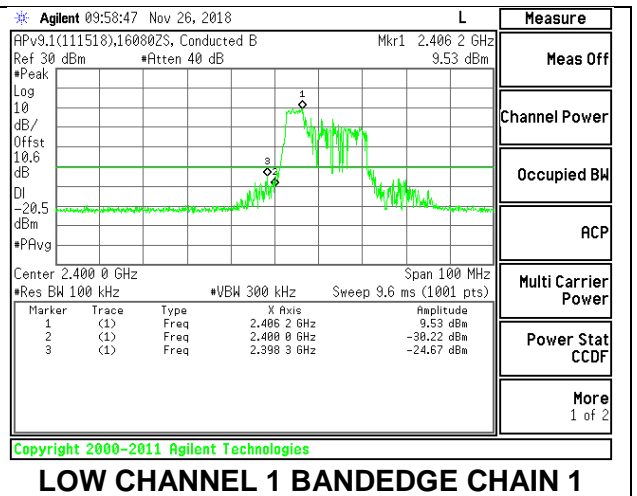 Agilent 09:58:47 Nov 26, 2018 L
Measure
APv9.1(111518),16080ZS, Conducted B Mkr1 2.406 2 GHz
Ref 30 dBm #Atten 40 dB 9.53 dBm
Meas Off
#Peak
Log
10
dB/
Offst
10.6
dB
DI
-20.5
dBm
#PAvg
1
3
2
Channel Power
Occupied BW
ACP
Center 2.400 0 GHz Span 100 MHz
#Res BW 100 kHz #VBW 300 kHz Sweep 9.6 ms (1001 pts)
Multi Carrier
Power
Marker Trace Type X Axis Amplitude
1 (1) Freq 2.406 2 GHz 9.53 dBm
2 (1) Freq 2.400 0 GHz -30.22 dBm
3 (1) Freq 2.398 3 GHz -24.67 dBm
Power Stat
CCDF
More
1 of 2
Copyright 2000-2011 Agilent Technologies
LOW CHANNEL 1 BANDEDGE CHAIN 1